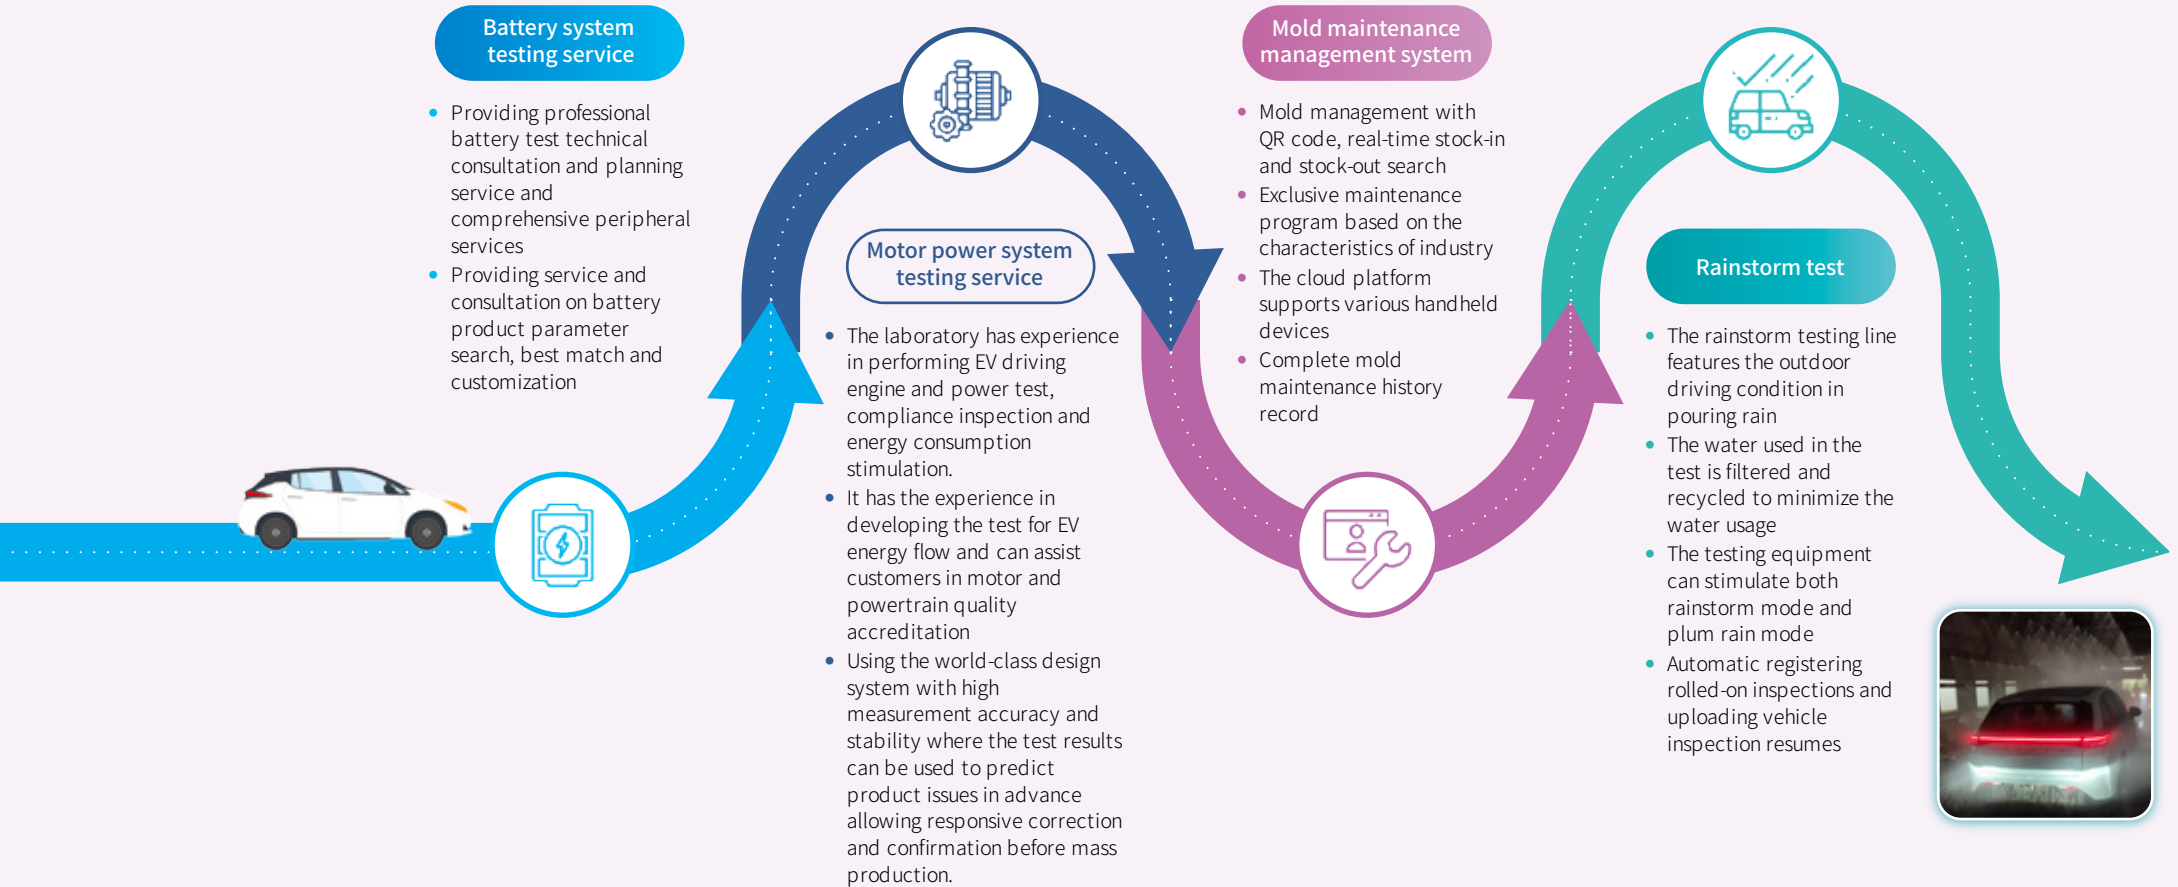 Battery system
testing service
Providing professional
battery test technical
consultation and planning
service and
comprehensive peripheral
services
Providing service and
consultation on battery
product parameter
search, best match and
customization
Motor power system
testing service
The laboratory has experience
in performing EV driving
engine and power test,
compliance inspection and
energy consumption
stimulation.
It has the experience in
developing the test for EV
energy flow and can assist
customers in motor and
powertrain quality
accreditation
Using the world-class design
system with high
measurement accuracy and
stability where the test results
can be used to predict
product issues in advance
allowing responsive correction
and confirmation before mass
production.
Mold maintenance
management system
Mold management with
QR code, real-time stock-in
and stock-out search
Exclusive maintenance
program based on the
characteristics of industry
The cloud platform
supports various handheld
devices
Complete mold
maintenance history
record
Rainstorm test
The rainstorm testing line
features the outdoor
driving condition in
pouring rain
The water used in the
test is filtered and
recycled to minimize the
water usage
The testing equipment
can stimulate both
rainstorm mode and
plum rain mode
Automatic registering
rolled-on inspections and
uploading vehicle
inspection resumes